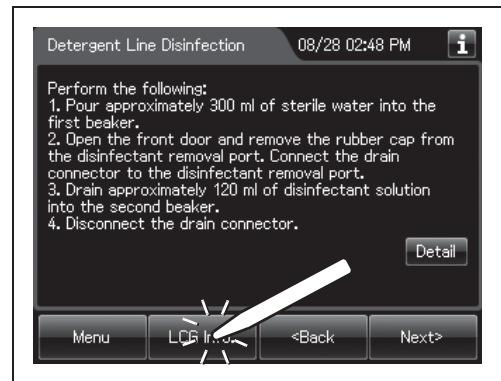 Detergent Line Disinfection 08/28 02:48 PM i
Perform the following:
1. Pour approximately 300 ml of sterile water into the
first beaker.
2. Open the front door and remove the rubber cap from
the disinfectant removal port. Connect the drain
connector to the disinfectant removal port.
3. Drain approximately 120 ml of disinfectant solution
into the second beaker.
4. Disconnect the drain connector.
Detail
Menu LCG <Back Next>